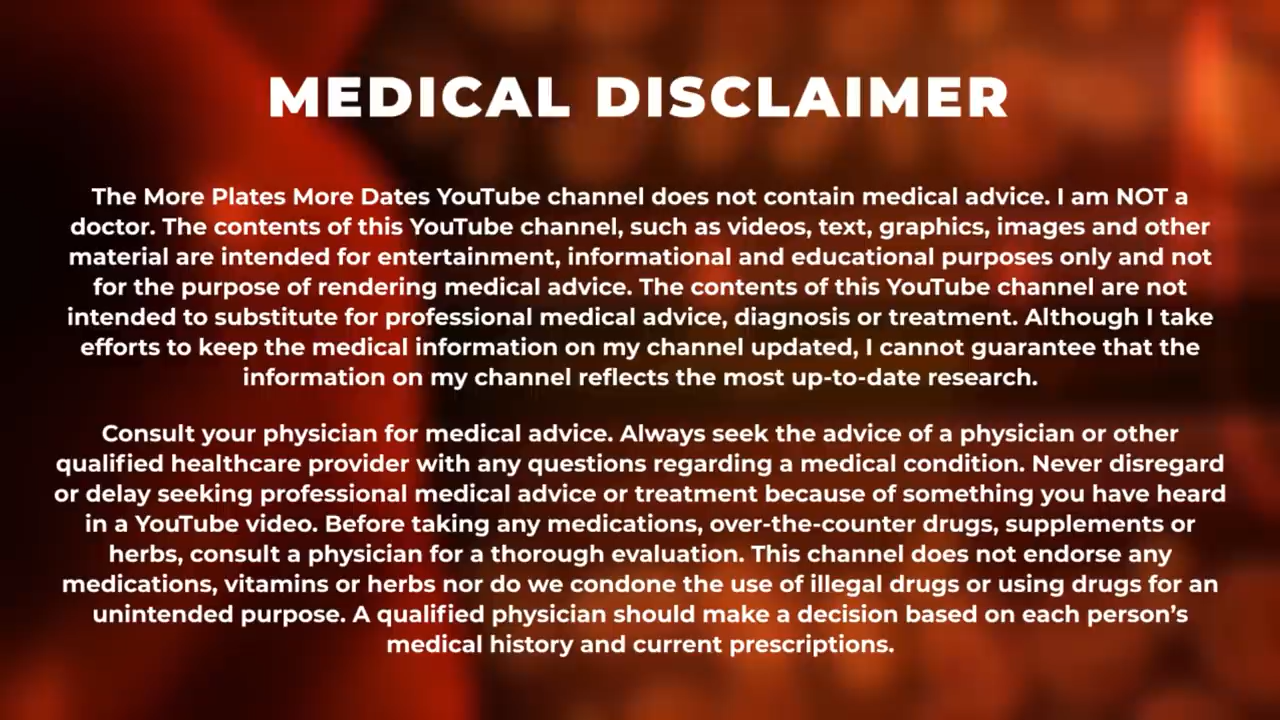 MEDICAL DISCLAIMER
The More Plates More Dates YouTube channel does not contain medical advice. I am NOT a
doctor. The contents of this YouTube channel, such as videos, text, graphics, images and other
material are intended for entertainment, informational and educational purposes only and not
for the purpose of rendering medical advice. The contents of this YouTube channel are not
intended to substitute for professional medical advice, diagnosis or treatment. Although I take
efforts to keep the medical information on my channel updated, I cannot guarantee that the
information on my channel reflects the most up-to-date research.
Consult your physician for medical advice. Always seek the advice of a physician or other
qualified healthcare provider with any questions regarding a medical condition. Never disregard
or delay seeking professional medical advice or treatment because of something you have heard
in a YouTube video. Before taking any medications, over-the-counter drugs, supplements or
herbs, consult a physician for a thorough evaluation. This channel does not endorse any
medications, vitamins or herbs nor do we condone the use of illegal drugs or using drugs for an
unintended purpose. A qualified physician should make a decision based on each person’s
medical history and current prescriptions.